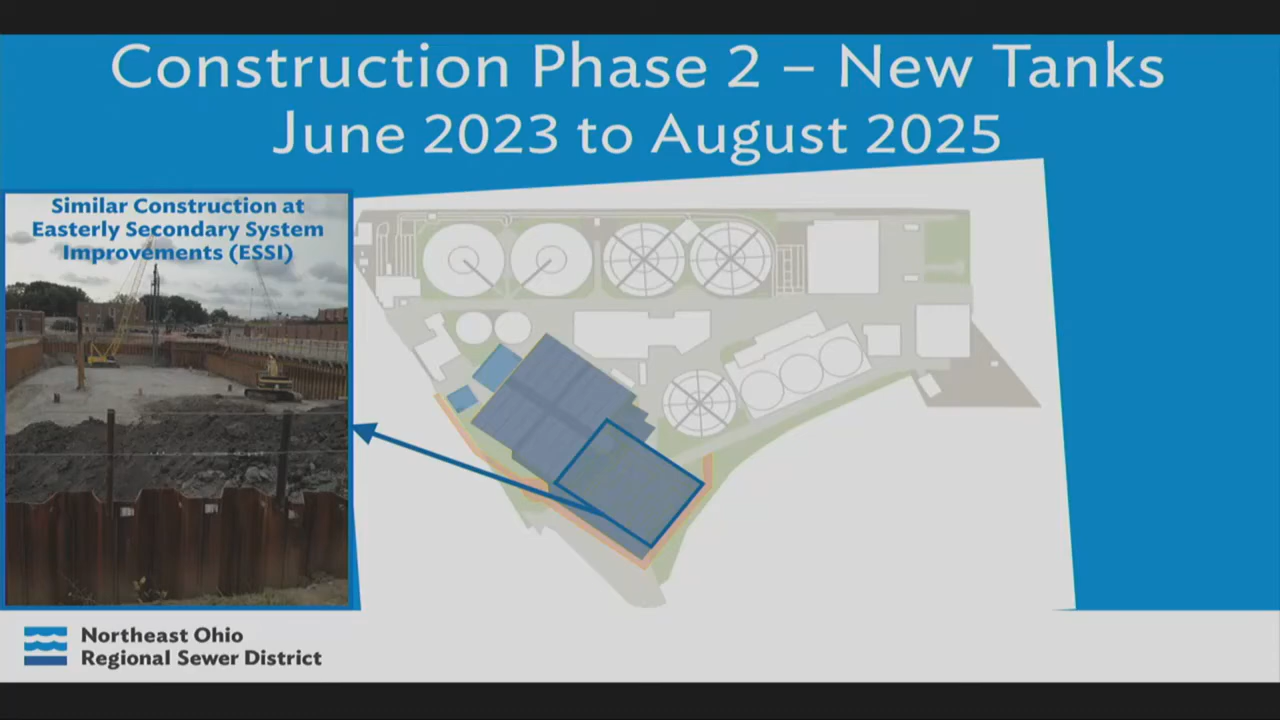 Construction Phase 2 – New Tanks
June 2023 to August 2025
Similar Construction at
Easterly Secondary System
Improvements (ESSI)
Northeast Ohio
Regional Sewer District